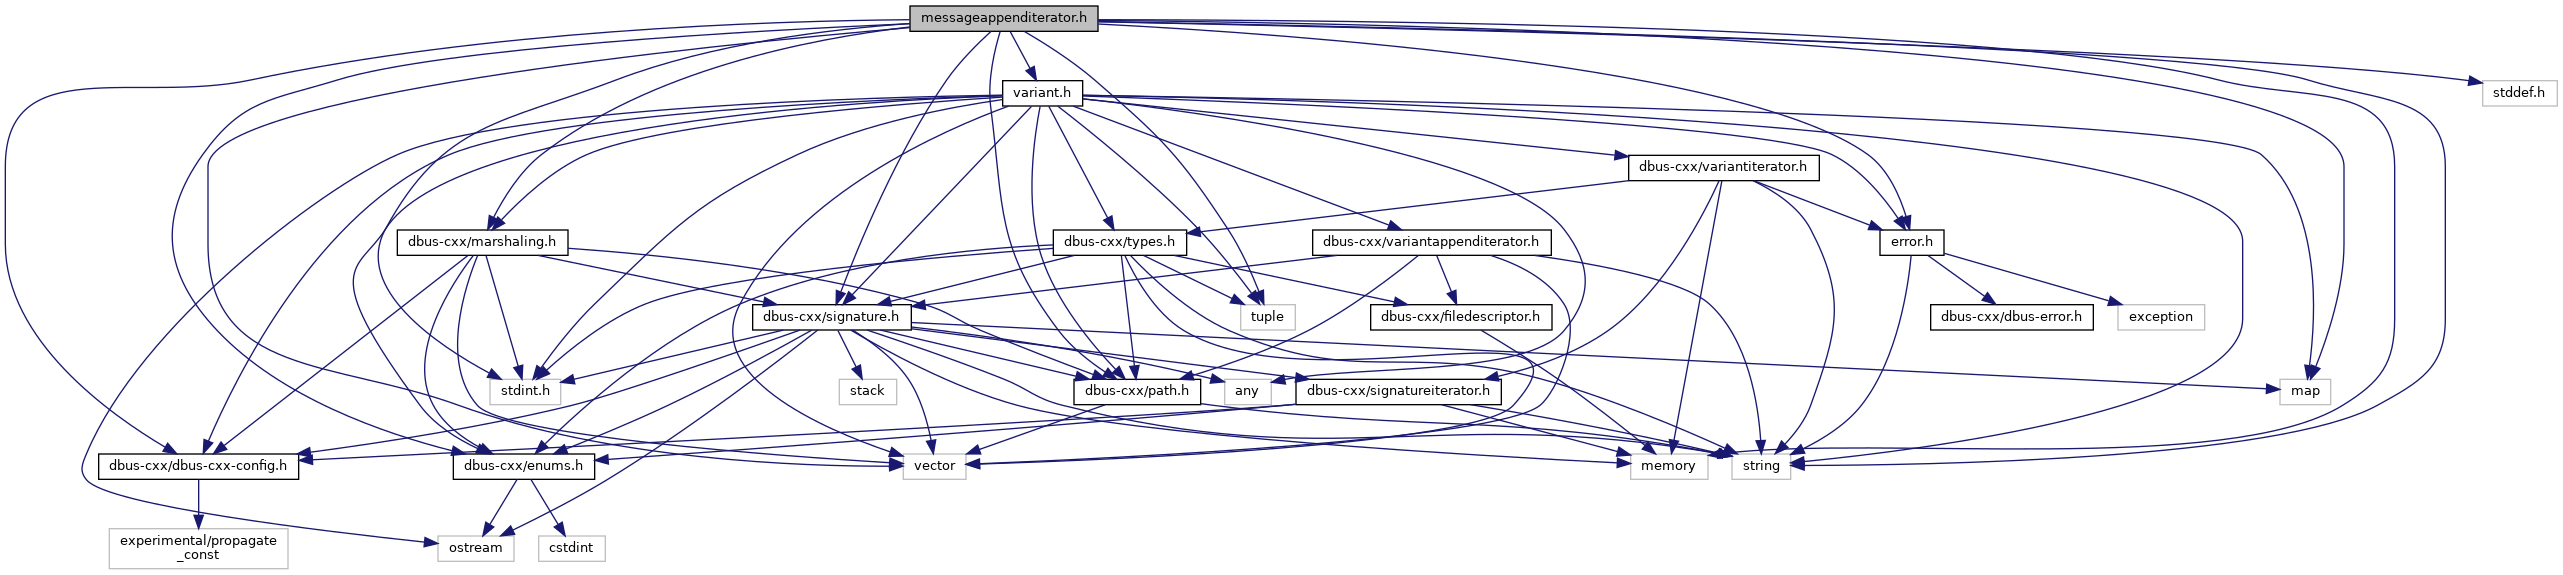 messageappenditerator.h
variant.h
stddef.h
dbus-cxx/variantiterator.h
dbus-cxx/marshaling.h
dbus-cxx/types.h
dbus-cxx/variantappenditerator.h
error.h
dbus-cxx/signature.h
tuple
dbus-cxx/filedescriptor.h
dbus-cxx/dbus-error.h
exception
stdint.h
stack
dbus-cxx/path.h
any
dbus-cxx/signatureiterator.h
map
dbus-cxx/dbus-cxx-config.h
dbus-cxx/enums.h
vector
memory
string
experimental/propagate
_const
ostream
cstdint